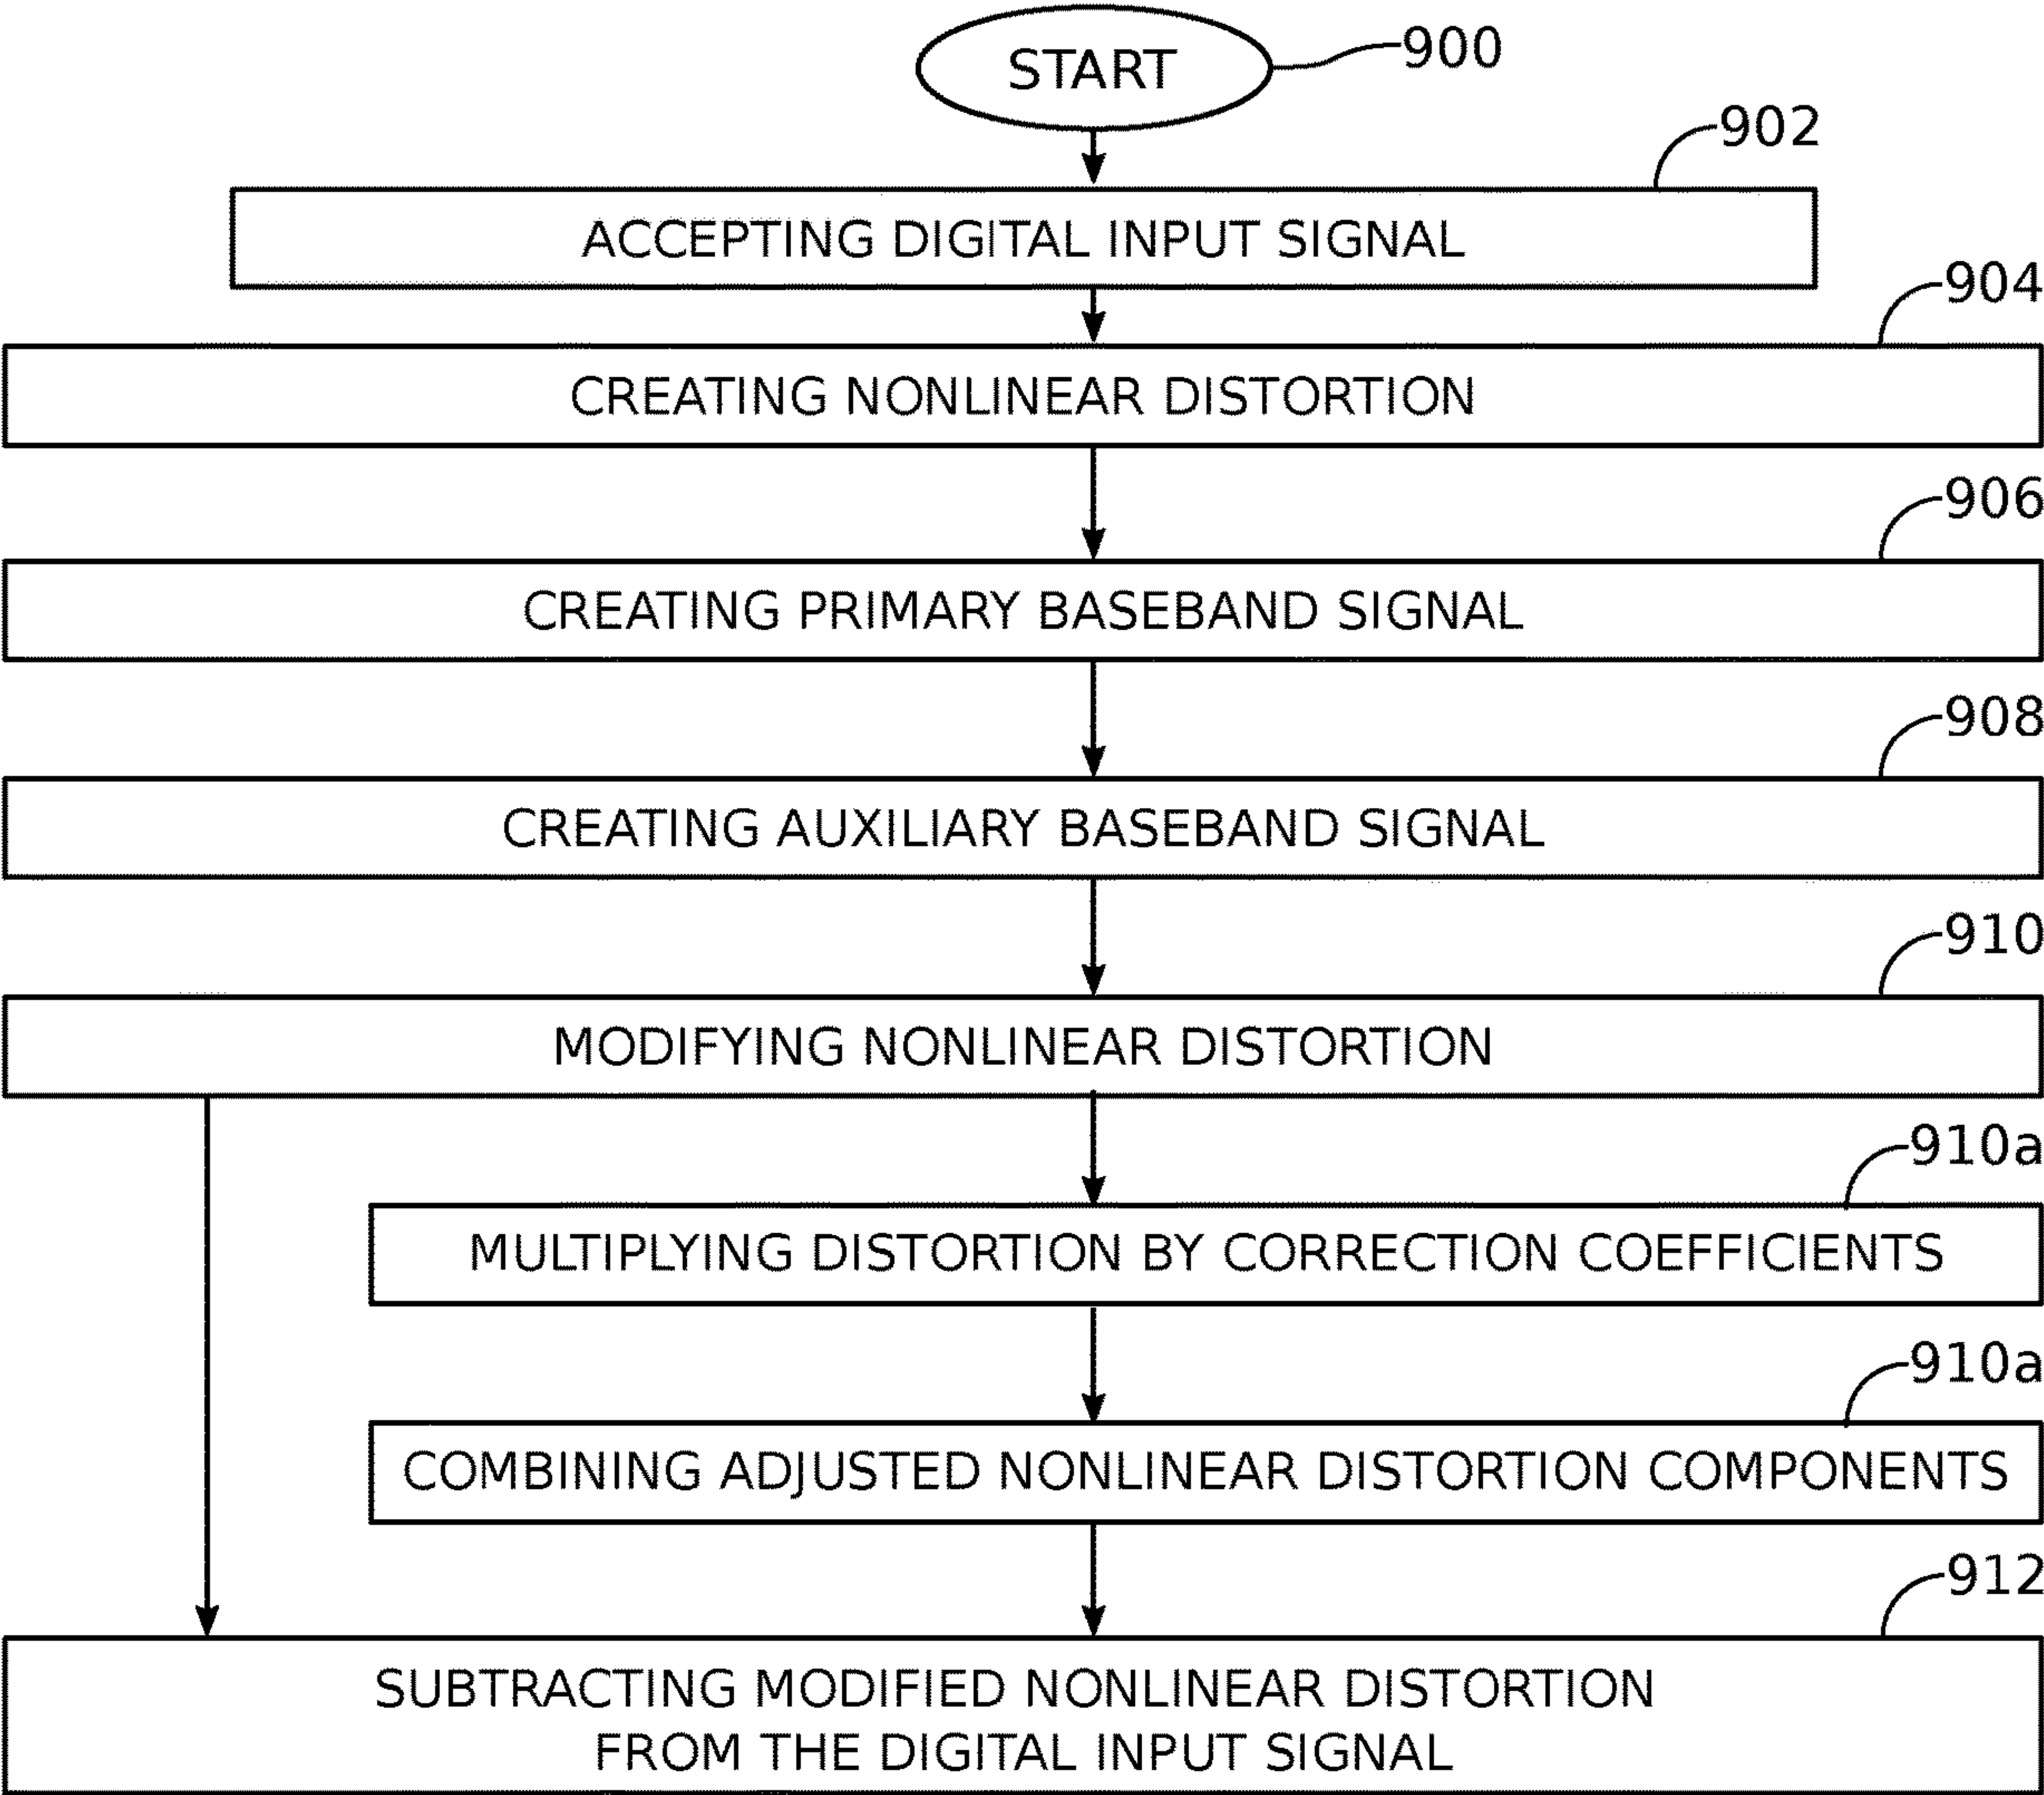 START
900
902
ACCEPTING DIGITAL INPUT SIGNAL
904
CREATING NONLINEAR DISTORTION
906
CREATING PRIMARY BASEBAND SIGNAL
908
CREATING AUXILIARY BASEBAND SIGNAL
910
MODIFYING NONLINEAR DISTORTION
910a
MULTIPLYING DISTORTION BY CORRECTION COEFFICIENTS
910a
COMBINING ADJUSTED NONLINEAR DISTORTION COMPONENTS
912
SUBTRACTING MODIFIED NONLINEAR DISTORTION
FROM THE DIGITAL INPUT SIGNAL